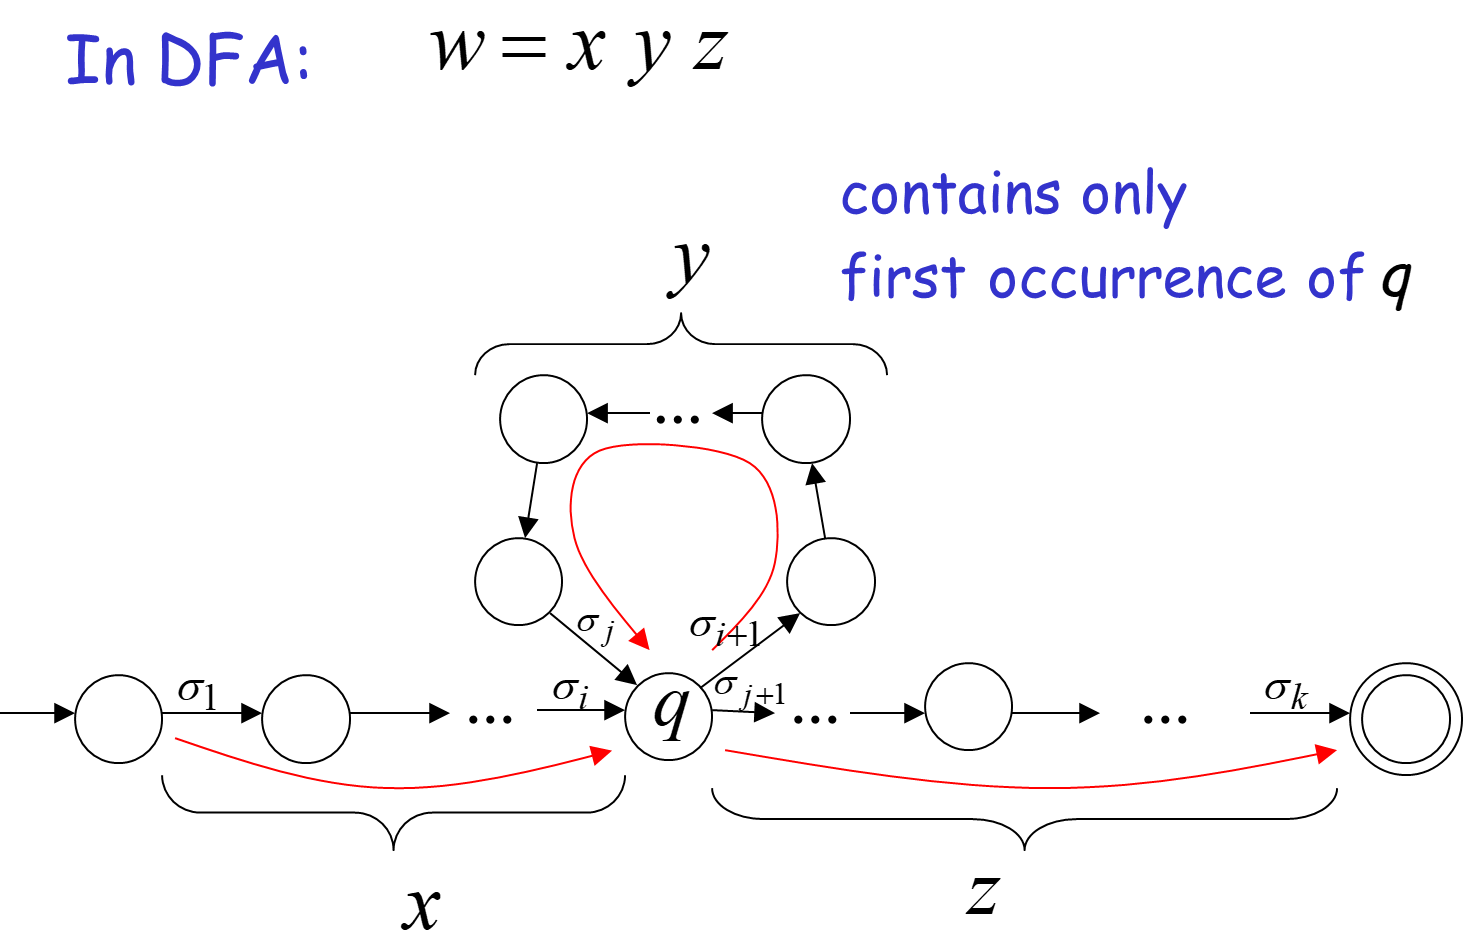 In DFA: w = x y z
contains only
first occurrence of q
y
...
σj σi+1
σ1 ... σi q σj+1 ... ... σk
x z